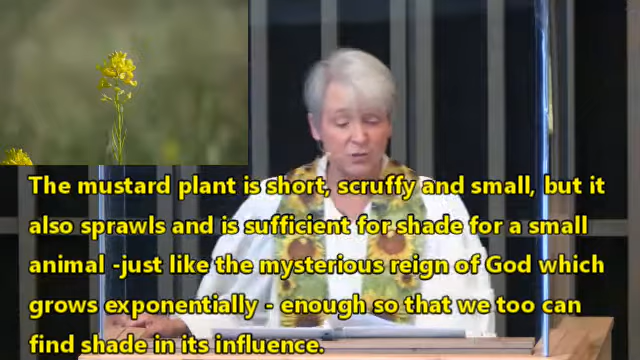 The mustard plant is short, scruffy and small, but it
also sprawls and is sufficient for shade for a small
animal -just like the mysterious reign of God which
grows exponentially - enough so that we too can
find shade in its influence.